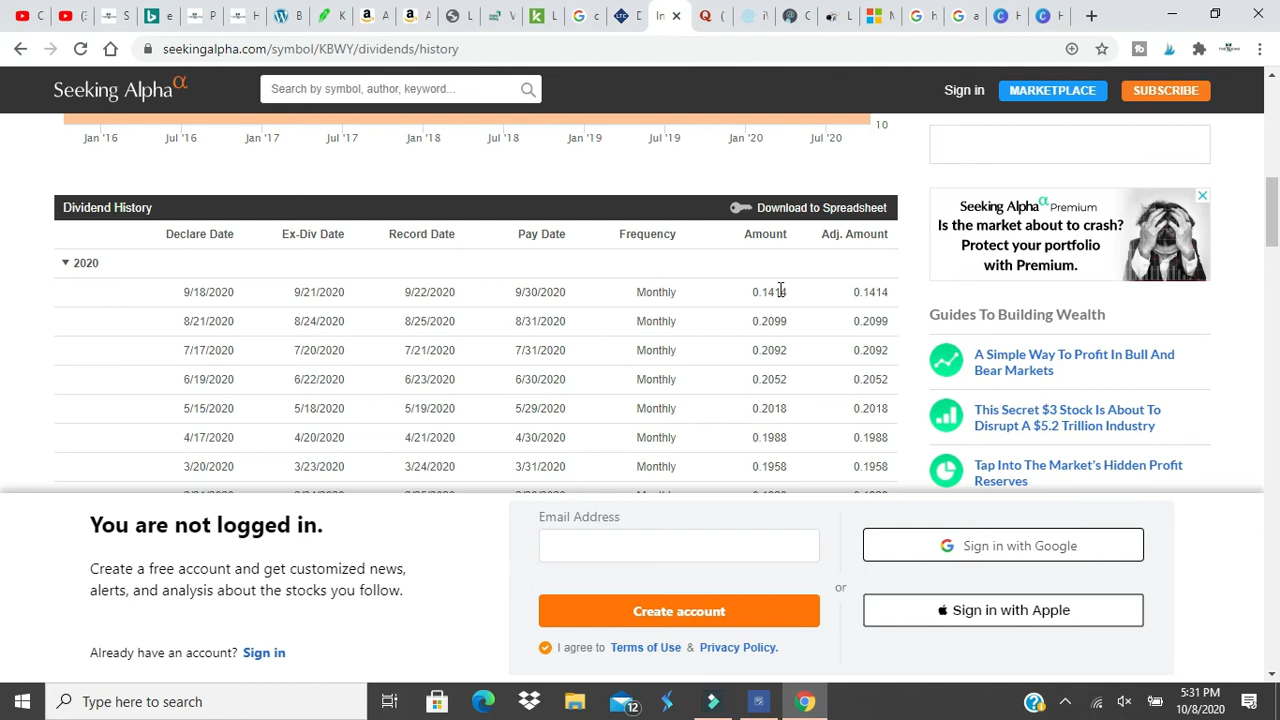 seekingalpha.com/symbol/KBWY/dividends/history
Seeking Alpha α
Search by symbol, author, keyword...
Sign in
MARKETPLACE
SUBSCRIBE
Jan '16 Jul '16 Jan '17 Jul '17 Jan '18 Jul '18 Jan '19 Jul '19 Jan '20 Jul '20
10
Dividend History
Download to Spreadsheet
Declare Date Ex-Div Date Record Date Pay Date Frequency Amount Adj. Amount
2020
9/18/2020 9/21/2020 9/22/2020 9/30/2020 Monthly 0.1414 0.1414
8/21/2020 8/24/2020 8/25/2020 8/31/2020 Monthly 0.2099 0.2099
7/17/2020 7/20/2020 7/21/2020 7/31/2020 Monthly 0.2092 0.2092
6/19/2020 6/22/2020 6/23/2020 6/30/2020 Monthly 0.2052 0.2052
5/15/2020 5/18/2020 5/19/2020 5/29/2020 Monthly 0.2018 0.2018
4/17/2020 4/20/2020 4/21/2020 4/30/2020 Monthly 0.1988 0.1988
3/20/2020 3/23/2020 3/24/2020 3/31/2020 Monthly 0.1958 0.1958
Seeking Alpha α Premium
Is the market about to crash?
Protect your portfolio
with Premium.
Guides To Building Wealth
A Simple Way To Profit In Bull And
Bear Markets
This Secret $3 Stock Is About To
Disrupt A $5.2 Trillion Industry
Tap Into The Market's Hidden Profit
Reserves
You are not logged in.
Create a free account and get customized news,
alerts, and analysis about the stocks you follow.
Already have an account? Sign in
Email Address
Create account
I agree to Terms of Use & Privacy Policy.
or
Sign in with Google
Sign in with Apple
Type here to search
12
5:31 PM
10/8/2020